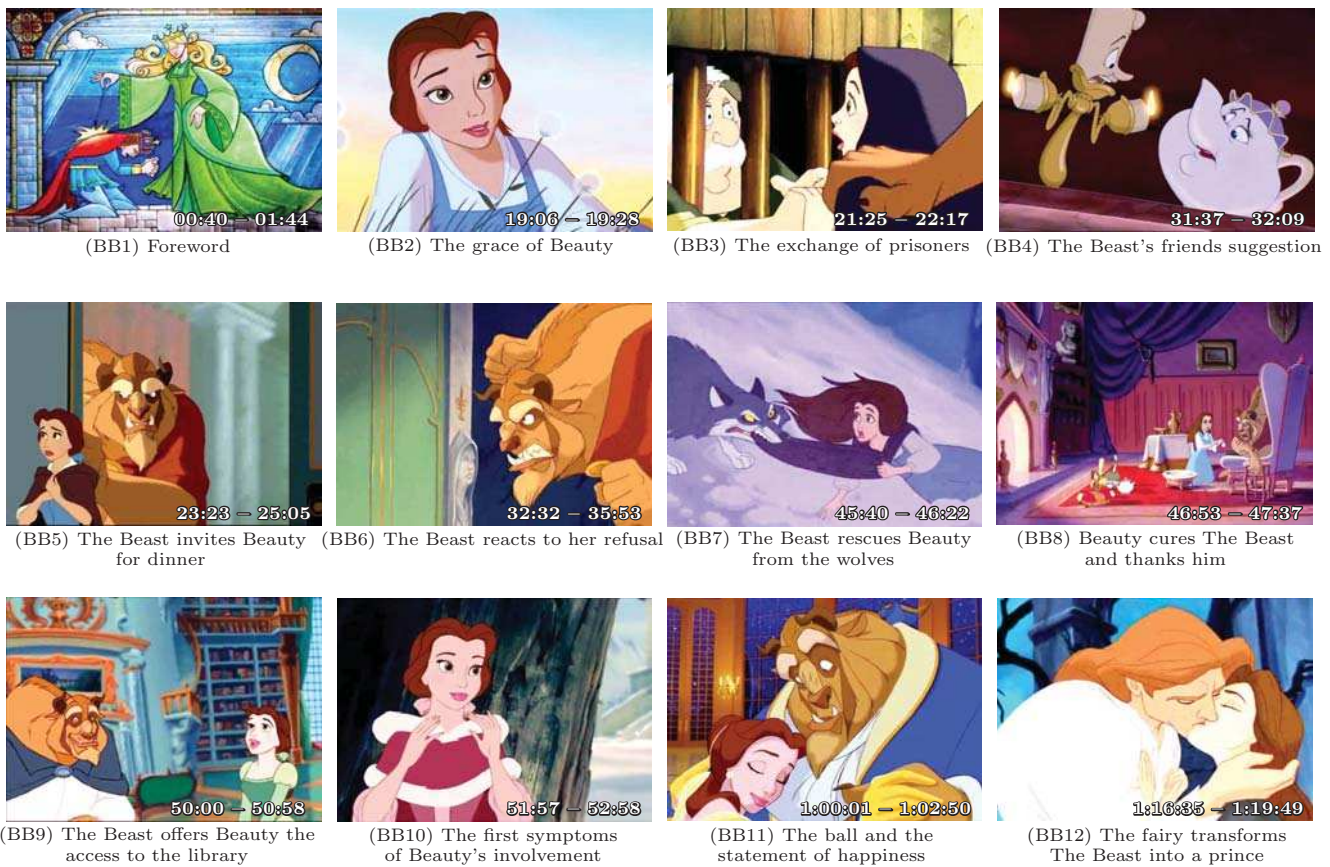 00:40 – 01:44
19:06 – 19:28
21:25 – 22:17
31:37 – 32:09
(BB1) Foreword
(BB2) The grace of Beauty
(BB3) The exchange of prisoners
(BB4) The Beast's friends suggestion
23:23 – 25:05
32:32 – 35:53
45:40 – 46:22
46:53 – 47:37
(BB5) The Beast invites Beauty
for dinner
(BB6) The Beast reacts to her refusal
(BB7) The Beast rescues Beauty
from the wolves
(BB8) Beauty cures The Beast
and thanks him
50:00 – 50:58
51:57 – 52:58
1:00:01 – 1:02:50
1:16:35 – 1:19:49
(BB9) The Beast offers Beauty the
access to the library
(BB10) The first symptoms
of Beauty's involvement
(BB11) The ball and the
statement of happiness
(BB12) The fairy transforms
The Beast into a prince